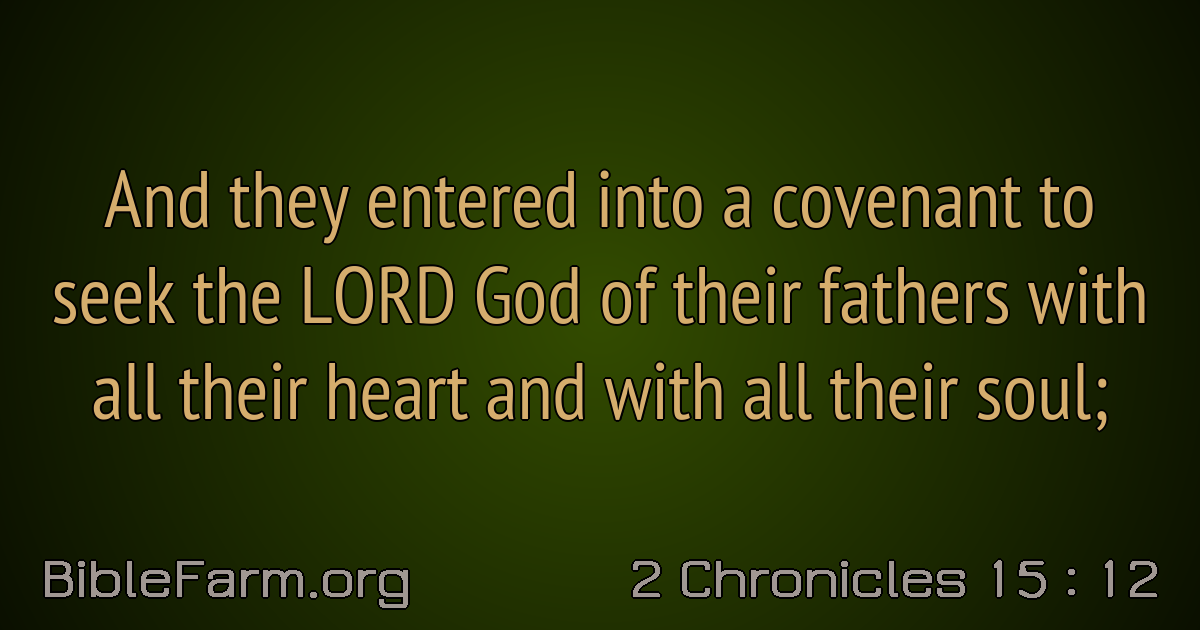 And they entered into a covenant to
seek the LORD God of their fathers with
all their heart and with all their soul;
BibleFarm.org
2 Chronicles 15 : 12